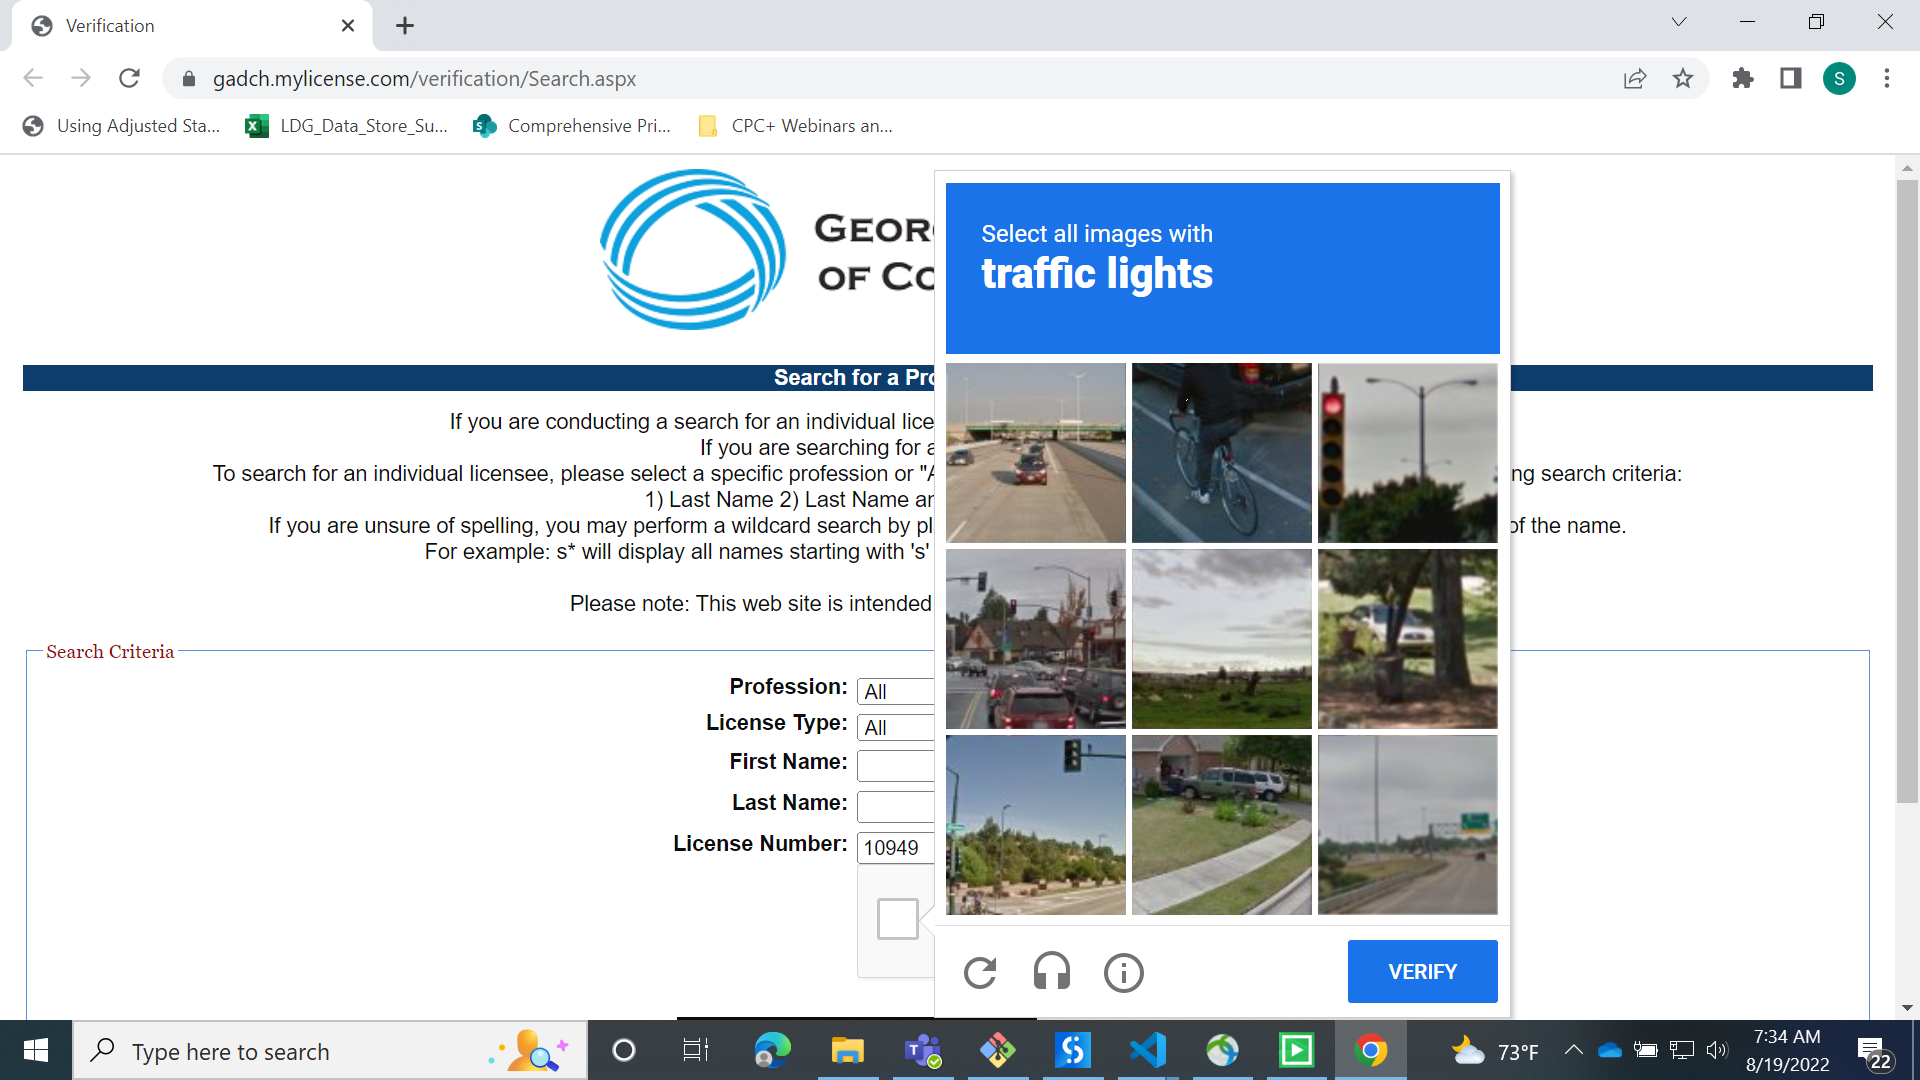 Verification
gadch.mylicense.com/verification/Search.aspx
S
Using Adjusted Sta...
LDG_Data_Store_Su...
Comprehensive Pri...
CPC+ Webinars an...
GEOR
OF CO
Select all images with
traffic lights
Search for a Pro
If you are conducting a search for an individual lice
If you are searching for a
To search for an individual licensee, please select a specific profession or "A
ng search criteria:
1) Last Name 2) Last Name an
If you are unsure of spelling, you may perform a wildcard search by pl
of the name.
For example: s* will display all names starting with 's'
Please note: This web site is intended
Search Criteria
Profession: All
License Type: All
First Name:
Last Name:
License Number: 10949
VERIFY
Type here to search
73°F
7:34 AM
8/19/2022
22